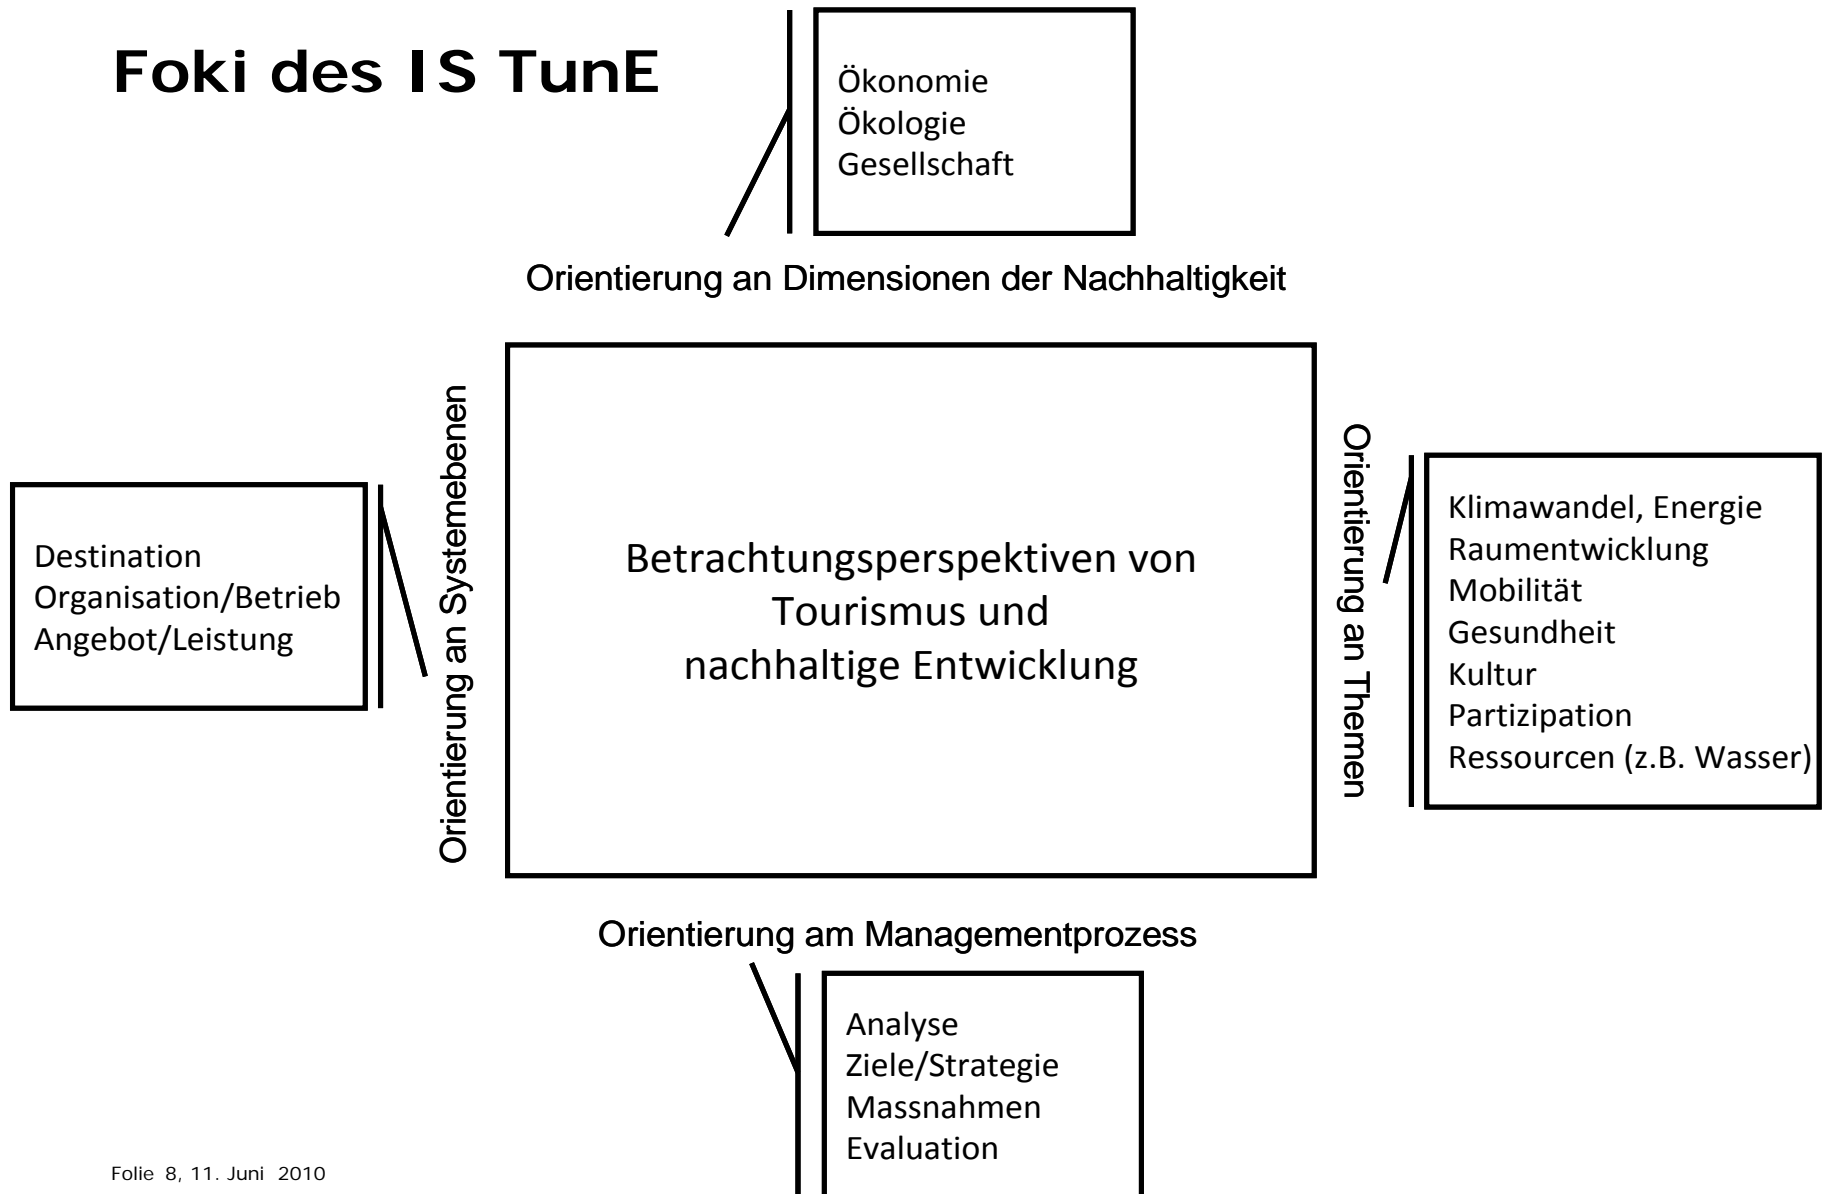 Foki des IS TunE
Ökonomie
Ökologie
Gesellschaft
Orientierung an Dimensionen der Nachhaltigkeit
Orientierung an Systemebenen
Destination
Organisation/Betrieb
Angebot/Leistung
Betrachtungsperspektiven von
Tourismus und
nachhaltige Entwicklung
Orientierung an Themen
Klimawandel, Energie
Raumentwicklung
Mobilität
Gesundheit
Kultur
Partizipation
Ressourcen (z.B. Wasser)
Orientierung am Managementprozess
Analyse
Ziele/Strategie
Massnahmen
Evaluation
Folie 8, 11. Juni 2010